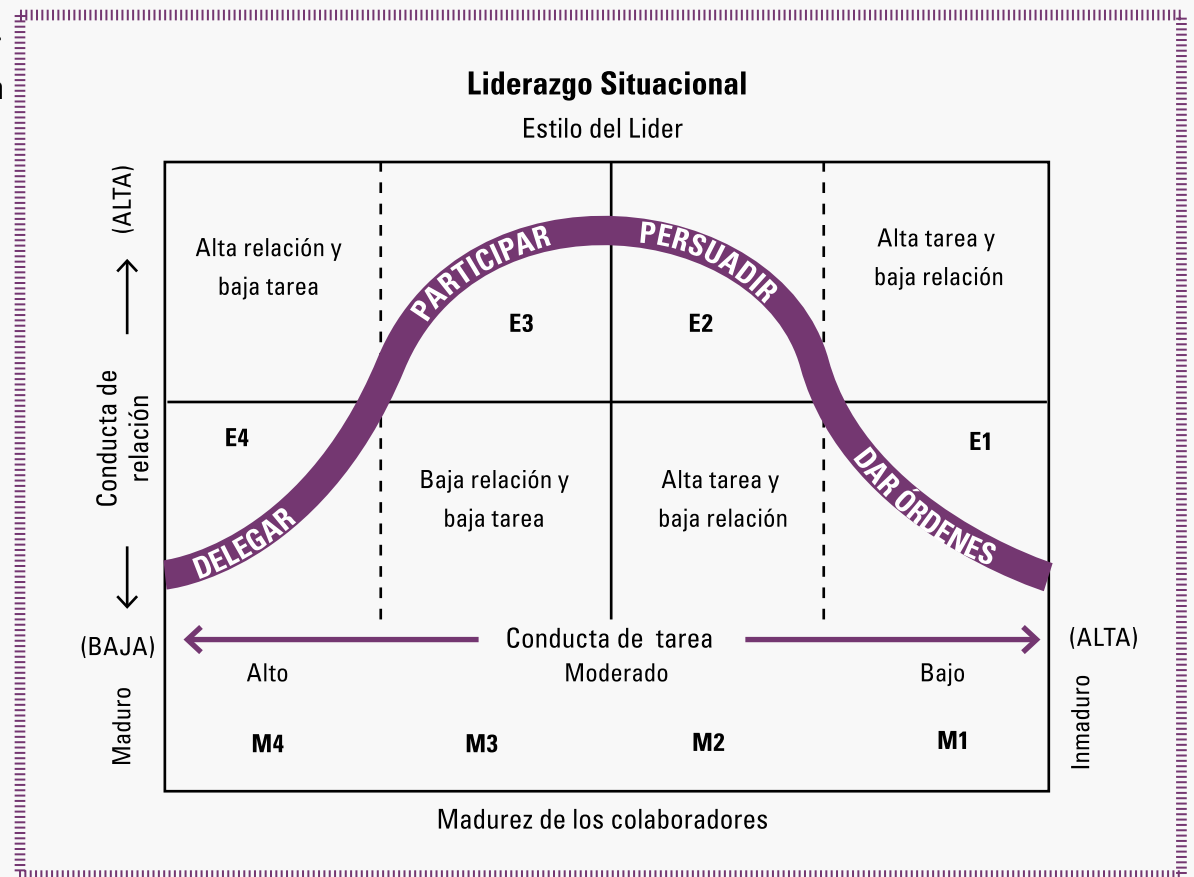 Liderazgo Situacional
Estilo del Lider
(ALTA)
Conducta de
relación
(BAJA)
Alta relación y
baja tarea
PARTICIPAR
PERSUADIR
Alta tarea y
baja relación
E3
E2
E4
E1
Baja relación y
baja tarea
Alta tarea y
baja relación
DELEGAR
DAR ÓRDENES
Conducta de tarea
(ALTA)
Alto
Moderado
Bajo
Maduro
M4
M3
M2
M1
Inmaduro
Madurez de los colaboradores